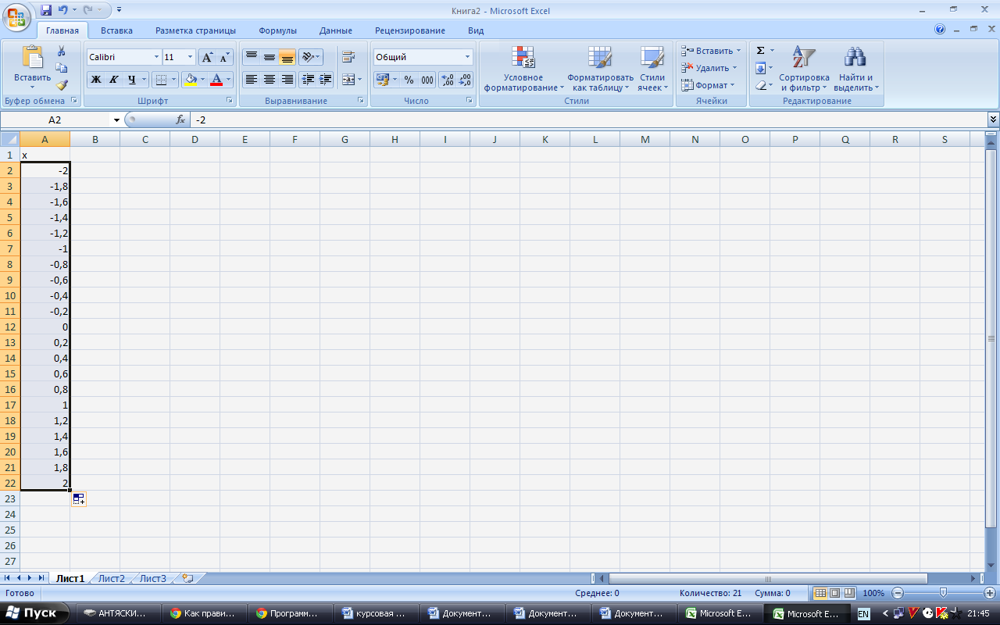 Книга2 - Microsoft Excel
Главная Вставка Разметка страницы Формулы Данные Рецензирование Вид
Вставить
Буфер обмена
Calibri 11
Ж К Ч
Шрифт
Выравнивание
Общий
% 000 ,00 ,00
Число
Условное форматирование
Форматировать как таблицу
Стили ячеек
Стили
Вставить
Удалить
Формат
Ячейки
Σ
Сортировка и фильтр
Найти и выделить
Редактирование
A2 fx -2
A B C D E F G H I J K L M N O P Q R S
1 x
2 -2
3 -1,8
4 -1,6
5 -1,4
6 -1,2
7 -1
8 -0,8
9 -0,6
10 -0,4
11 -0,2
12 0
13 0,2
14 0,4
15 0,6
16 0,8
17 1
18 1,2
19 1,4
20 1,6
21 1,8
22 2
23
24
25
26
27
Лист1 Лист2 Лист3
Готово Среднее: 0 Количество: 21 Сумма: 0 100%
Пуск АНТЯСКИ... Как прави... Программ... курсовая ... Документ... Документ... Документ... Microsoft E... Microsoft E... EN 21:45